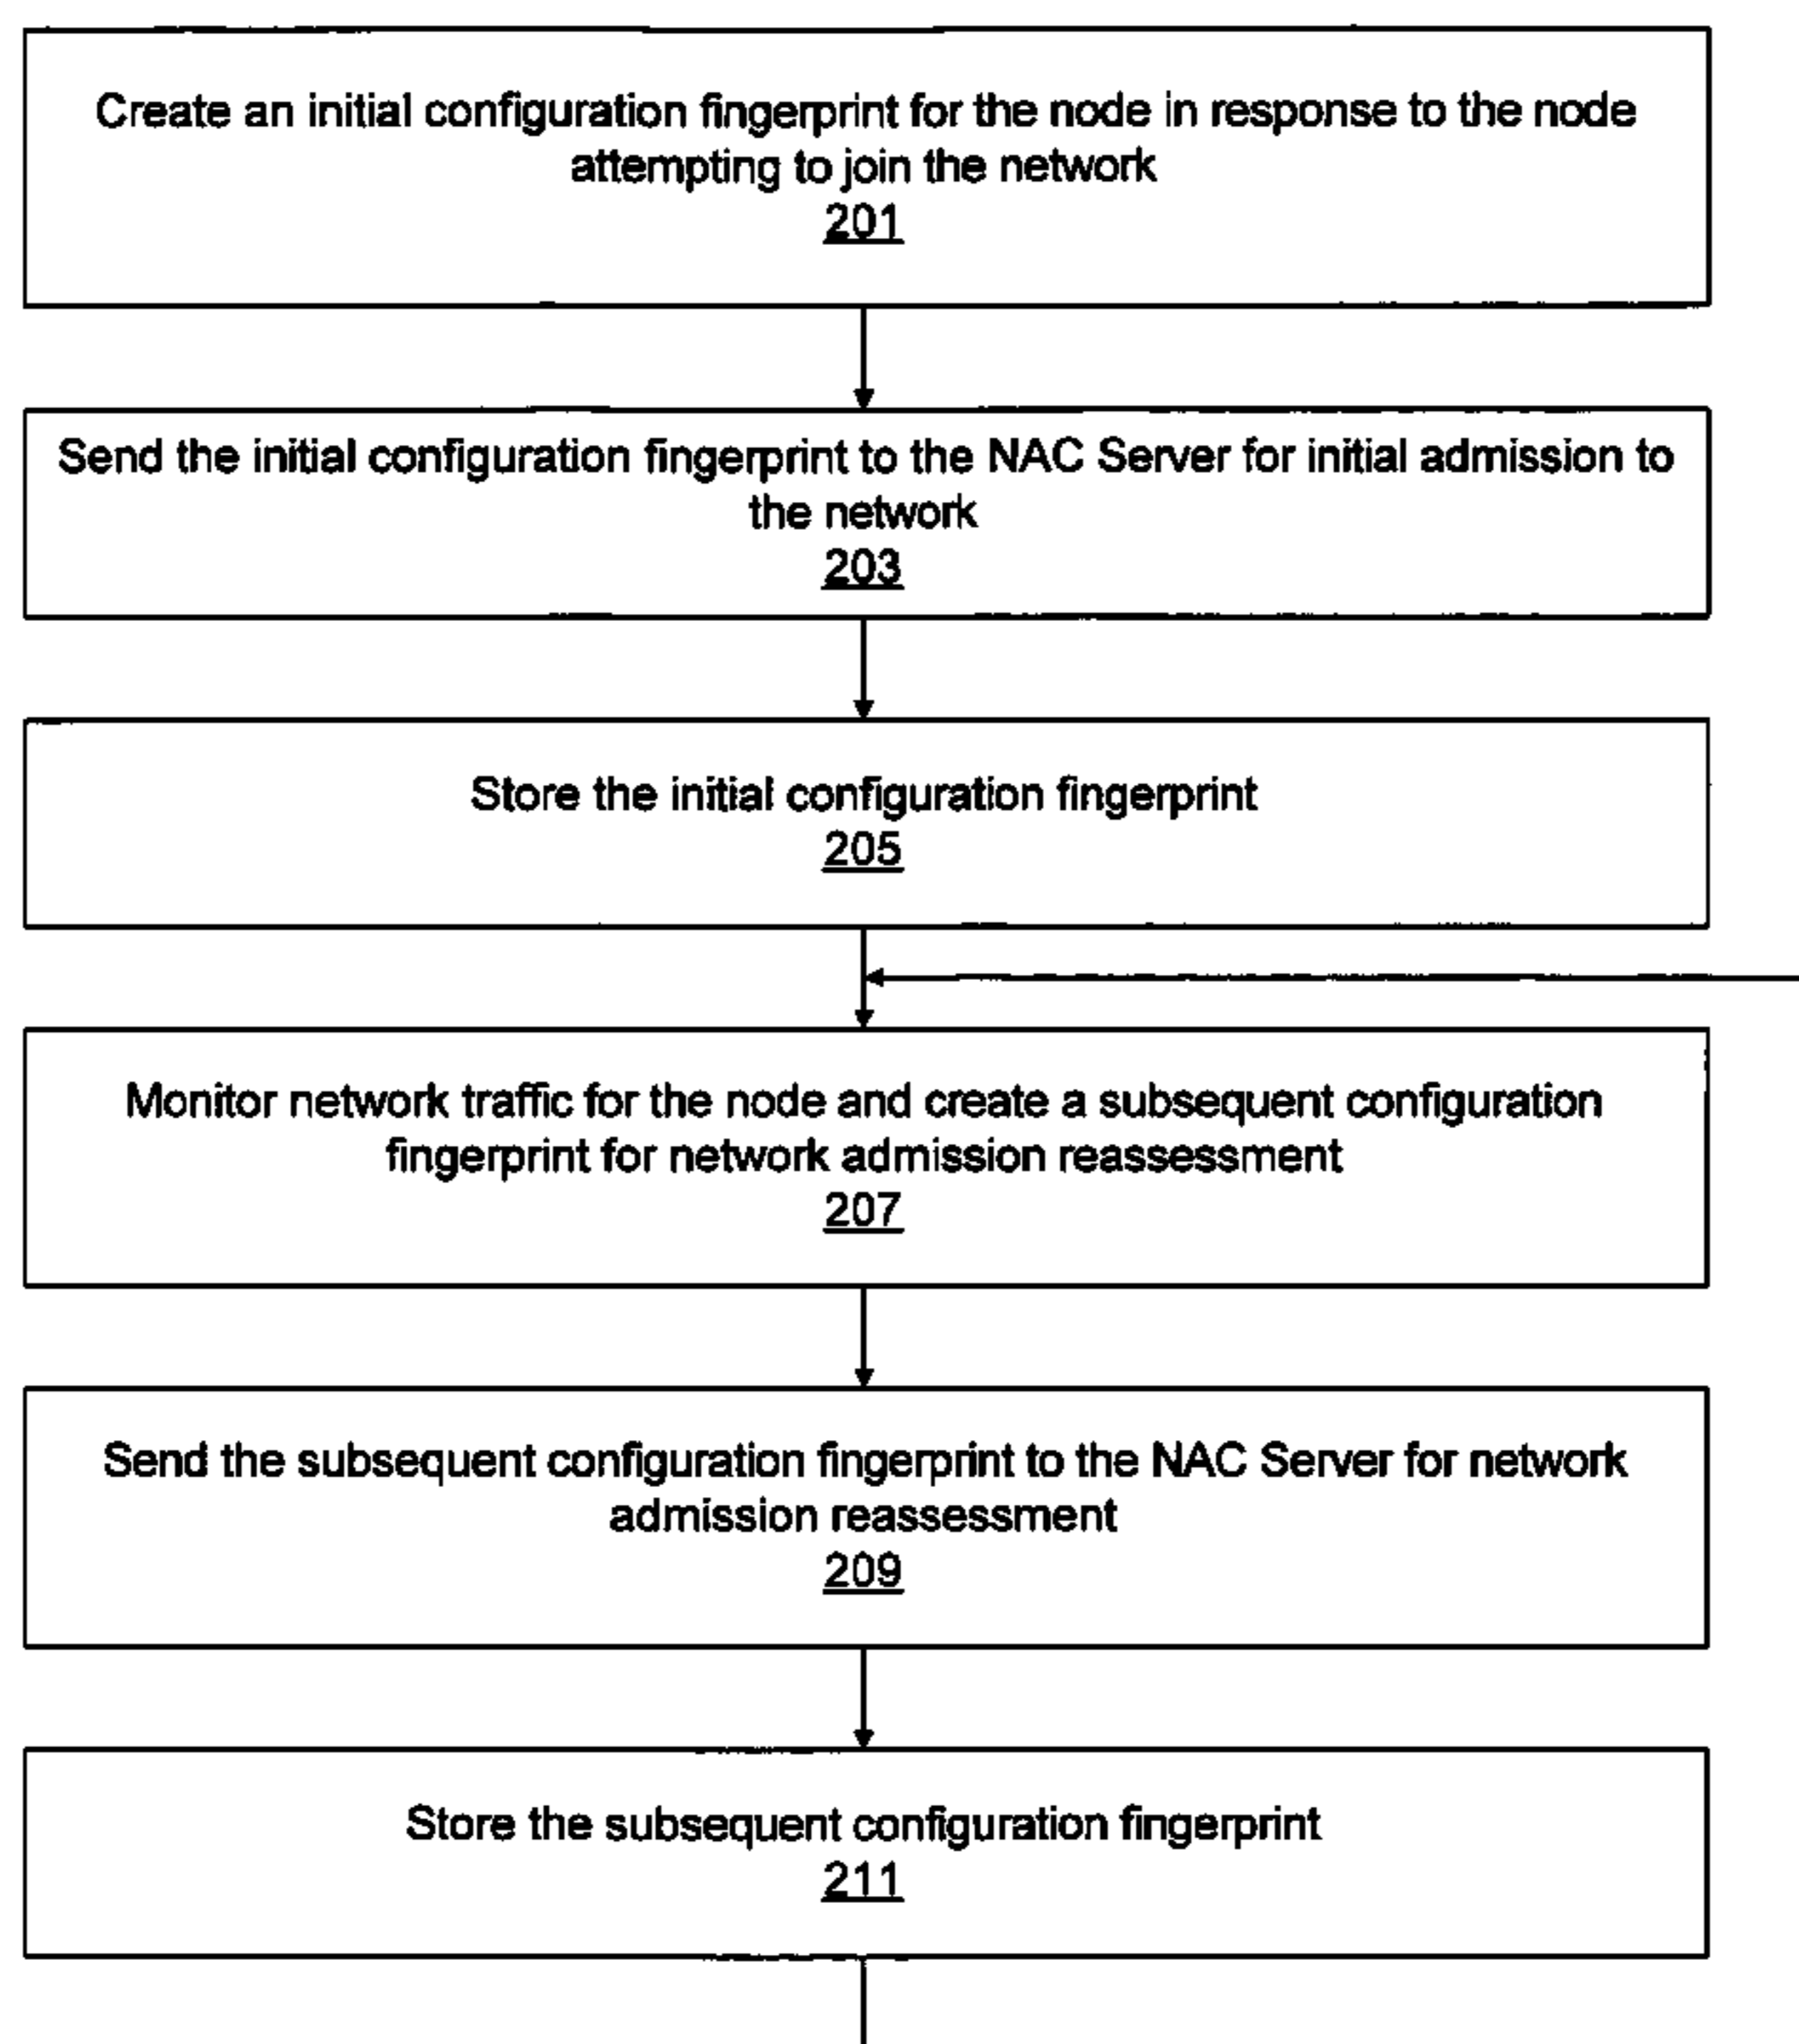 Create an initial configuration fingerprint for the node in response to the node
attempting to join the network
201
Send the initial configuration fingerprint to the NAC Server for initial admission to
the network
203
Store the initial configuration fingerprint
205
Monitor network traffic for the node and create a subsequent configuration
fingerprint for network admission reassessment
207
Send the subsequent configuration fingerprint to the NAC Server for network
admission reassessment
209
Store the subsequent configuration fingerprint
211